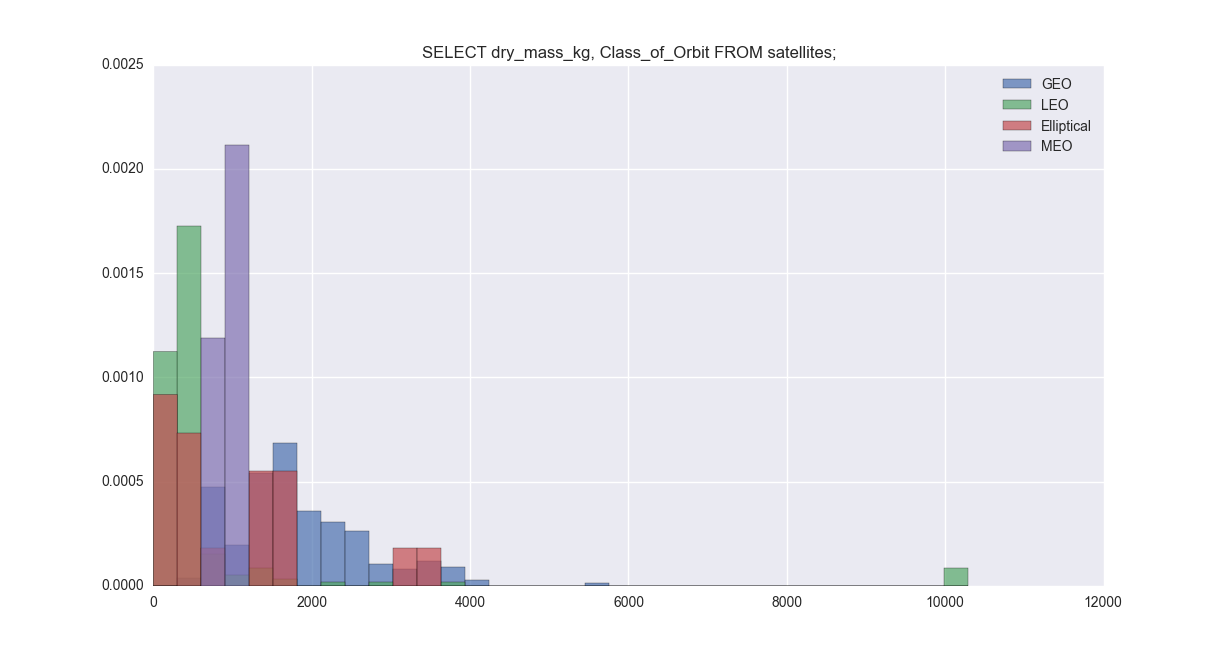 SELECT dry_mass_kg, Class_of_Orbit FROM satellites;
0.0025
0.0020
0.0015
0.0010
0.0005
0.0000
GEO
LEO
Elliptical
MEO
0 2000 4000 6000 8000 10000 12000